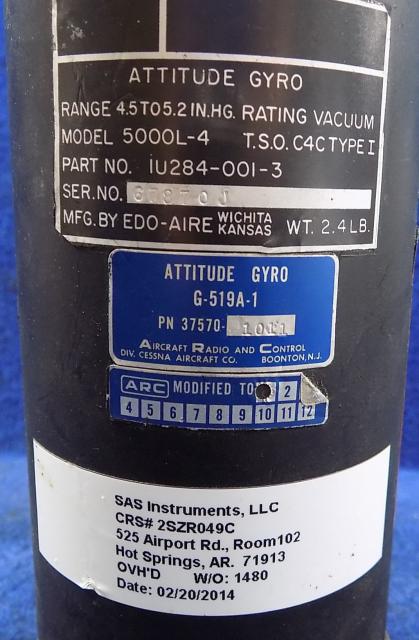 ATTITUDE GYRO
RANGE 4.5 TO 5.2 IN.HG. RATING VACUUM
MODEL 5000L-4 T.S.O. C4C TYPE I
PART NO. 1U284-001-3
SER.NO.
MFG. BY EDO-AIRE WICHITA KANSAS WT. 2.4 LB.
ATTITUDE GYRO
G-519A-1
PN 37570-1011
AIRCRAFT RADIO AND CONTROL
DIV. CESSNA AIRCRAFT CO. BOONTON, N.J.
ARC MODIFIED TO 2
4 5 6 7 8 9 10 11 12
SAS Instruments, LLC
CRS# 2SZR049C
525 Airport Rd., Room102
Hot Springs, AR. 71913
OVH'D W/O: 1480
Date: 02/20/2014